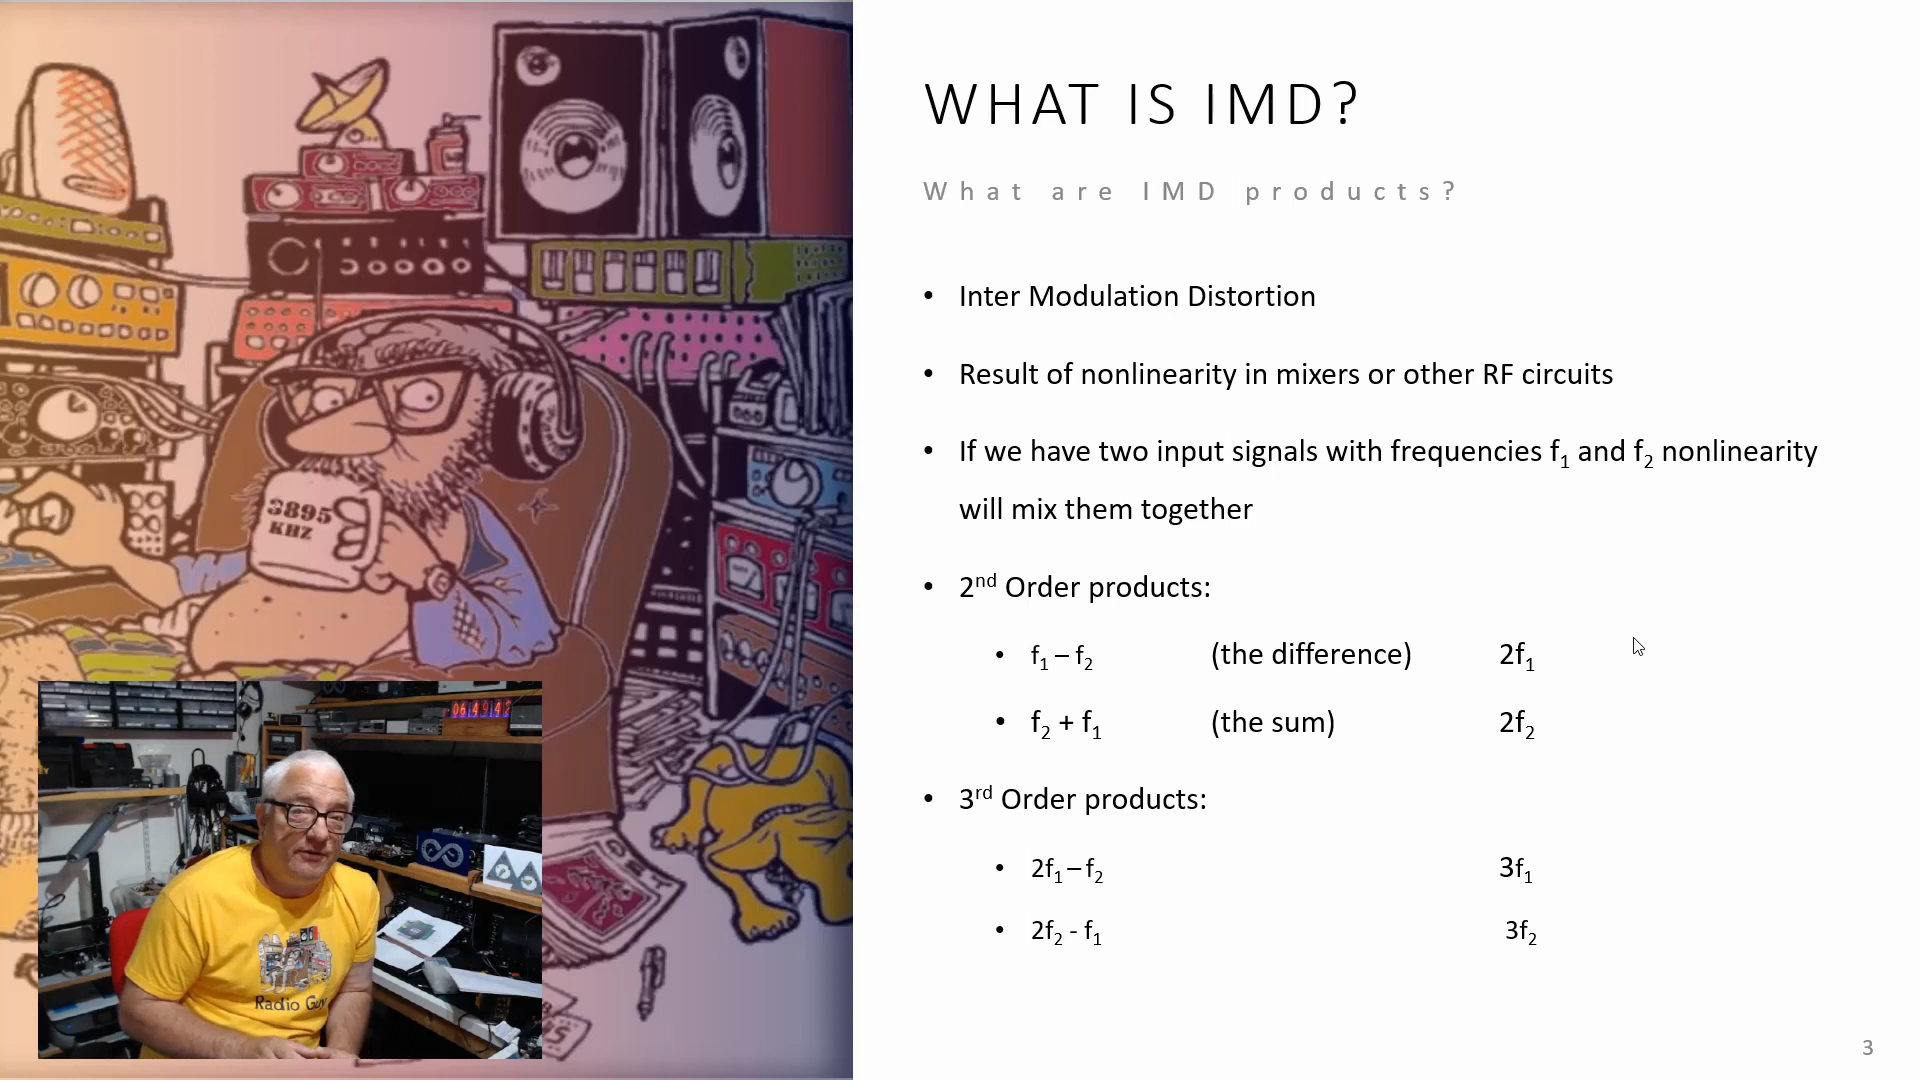 WHAT IS IMD?
What are IMD products?
• Inter Modulation Distortion
• Result of nonlinearity in mixers or other RF circuits
• If we have two input signals with frequencies f₁ and f₂ nonlinearity
will mix them together
• 2ⁿᵈ Order products:
• f₁ – f₂ (the difference) 2f₁
• f₂ + f₁ (the sum) 2f₂
• 3ʳᵈ Order products:
• 2f₁ – f₂ 3f₁
• 2f₂ - f₁ 3f₂
3
3895
KHZ
06 49 42
Radio Guy